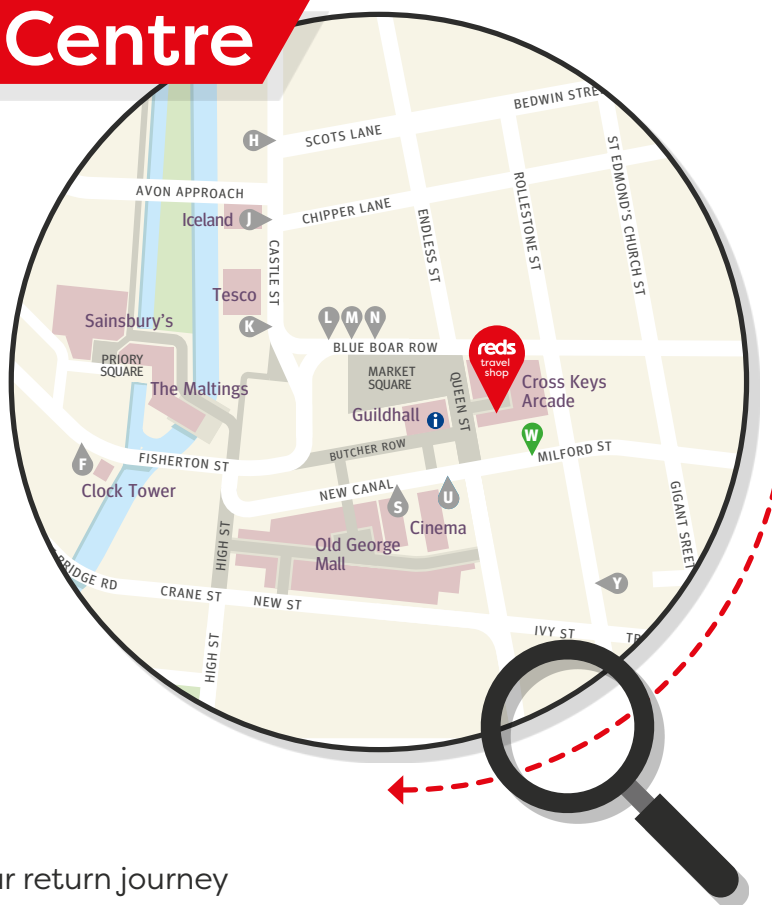 Centre
BEDWIN STRE
H
SCOTS LANE
ST EDMOND'S CHURCH ST
AVON APPROACH
ROLLESTONE ST
Iceland
J
CHIPPER LANE
ENDLESS ST
CASTLE ST
Tesco
L
M
N
Sainsbury's
K
BLUE BOAR ROW
reds
travel
shop
PRIORY
SQUARE
MARKET
SQUARE
QUEEN ST
The Maltings
Cross Keys
Arcade
Guildhall
i
W
BUTCHER ROW
MILFORD ST
F
FISHERTON ST
Clock Tower
NEW CANAL
S
U
GIGANT SREET
Cinema
HIGH ST
Old George
Mall
BRIDGE RD
Y
CRANE ST
NEW ST
IVY ST
TR
HIGH ST
ur return journey